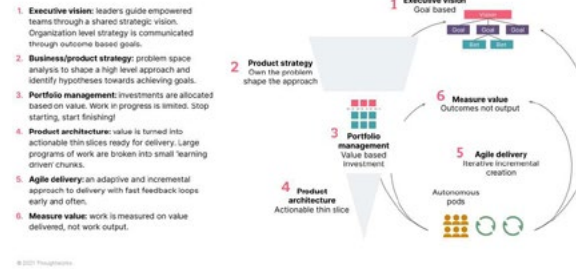 1. Executive vision: leaders guide empowered
teams through a shared strategic vision.
Organization level strategy is communicated
through outcome based goals.
2. Business/product strategy: problem space
analysis to shape a high level approach and
identify hypotheses towards achieving goals.
3. Portfolio management: investments are allocated
based on value. Work in progress is limited. Stop
starting, start finishing!
4. Product architecture: value is turned into
actionable thin slices ready for delivery. Large
programs of work are broken into small 'learning
driven' chunks.
5. Agile delivery: an adaptive and incremental
approach to delivery with fast feedback loops
early and often.
6. Measure value: work is measured on value
delivered, not work output.
© 2021 Thoughtworks
1 Executive vision
Goal based
Vision
Goal Goal Goal
Bet Bet
2 Product strategy
Own the problem
shape the approach
3 Portfolio
management
Value based
Investment
4 Product
architecture
Actionable thin slice
6 Measure value
Outcomes not output
5 Agile delivery
Iterative incremental
creation
Autonomous
pods